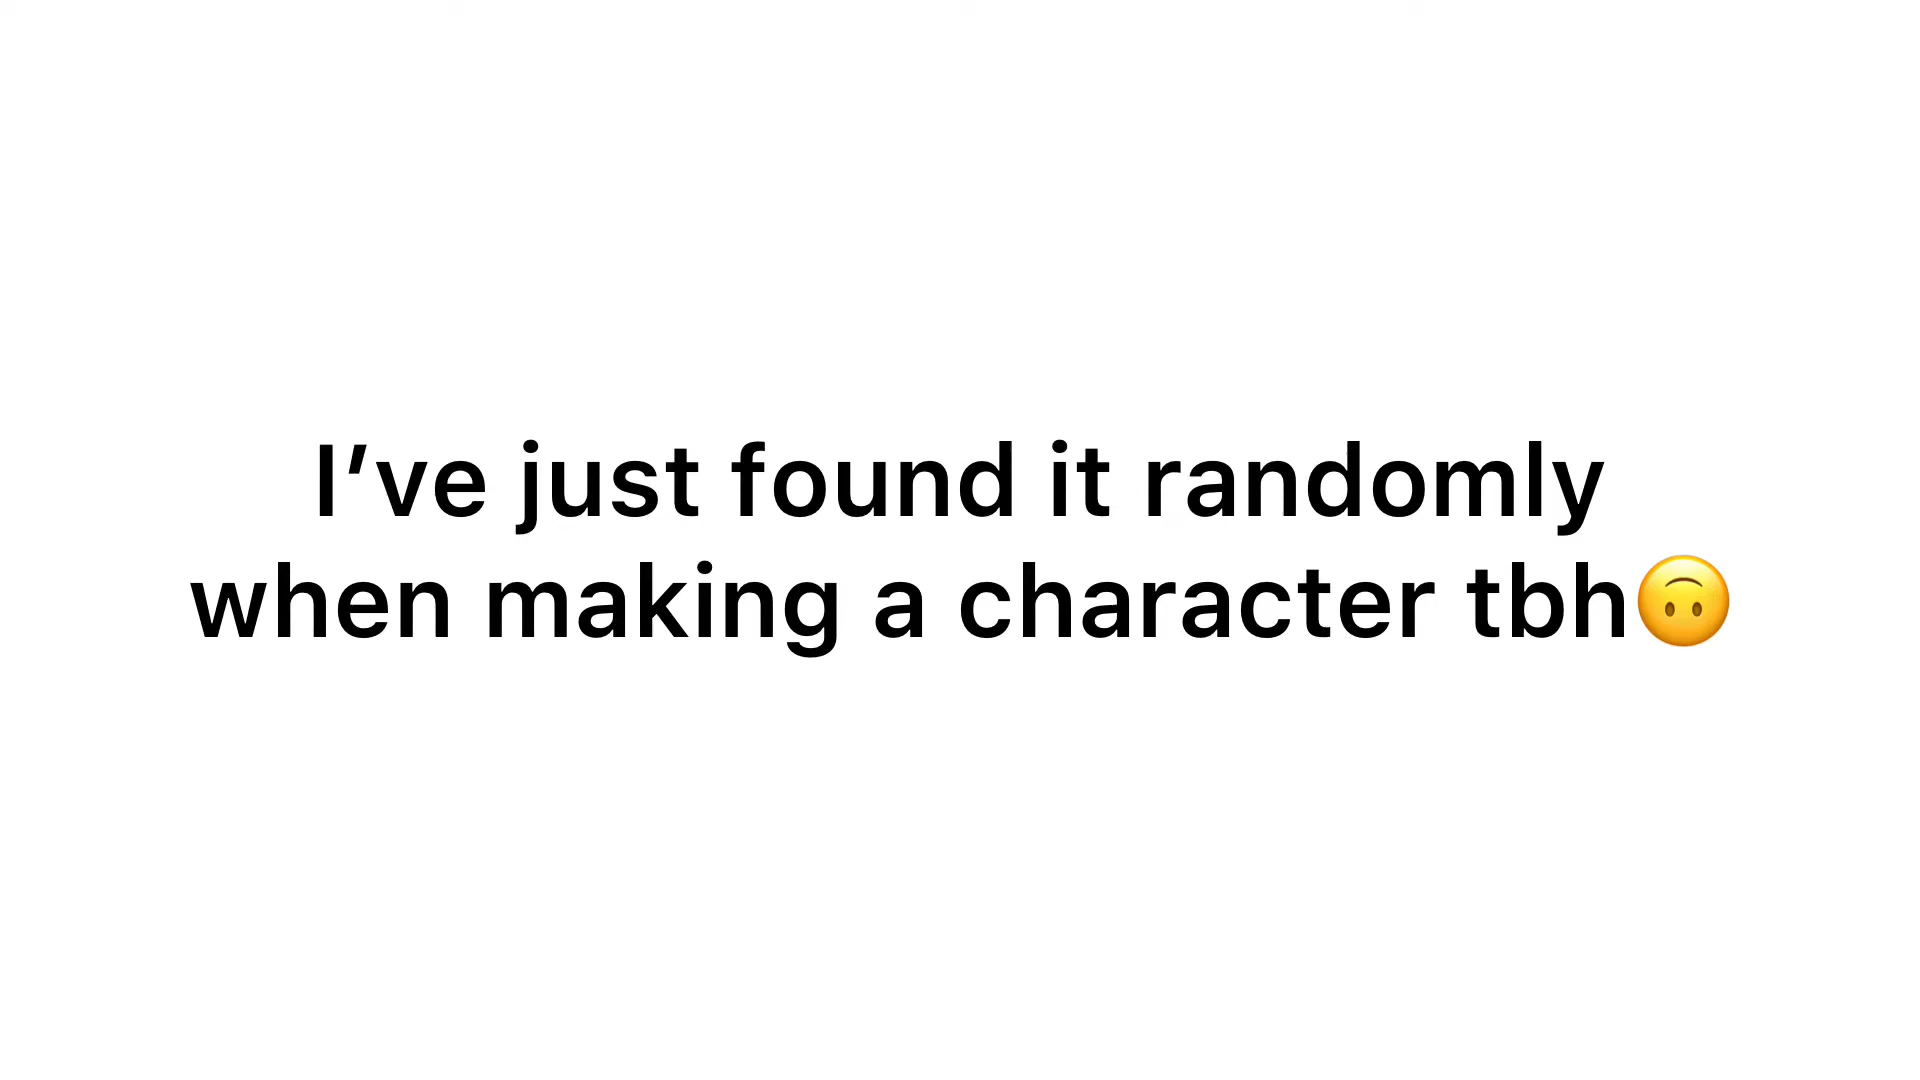 I’ve just found it randomly
when making a character tbh🙃